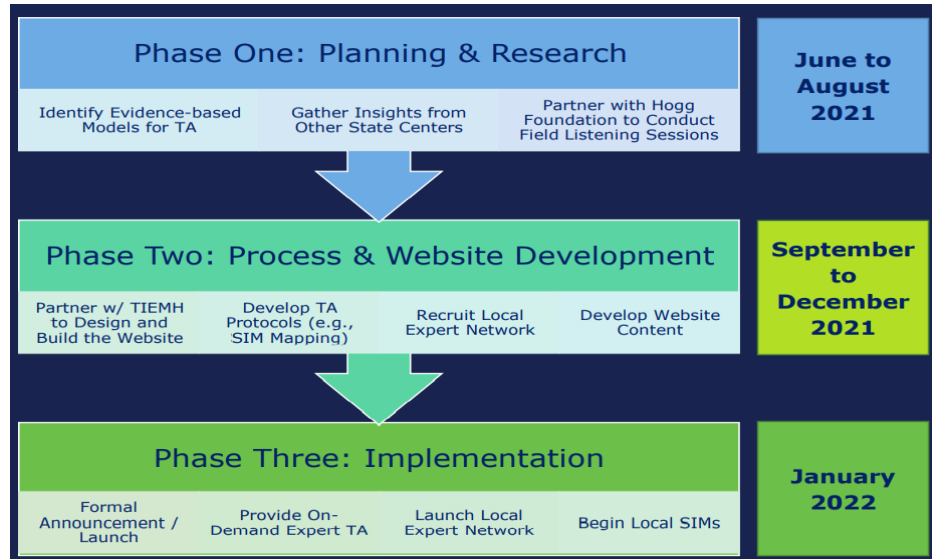 Phase One: Planning & Research
Identify Evidence-based
Models for TA
Gather Insights from
Other State Centers
Partner with Hogg
Foundation to Conduct
Field Listening Sessions
June to
August
2021
Phase Two: Process & Website Development
Partner w/ TIEMH
to Design and
Build the Website
Develop TA
Protocols (e.g.,
SIM Mapping)
Recruit Local
Expert Network
Develop Website
Content
September
to
December
2021
Phase Three: Implementation
Formal
Announcement /
Launch
Provide On-
Demand Expert TA
Launch Local
Expert Network
Begin Local SIMs
January
2022